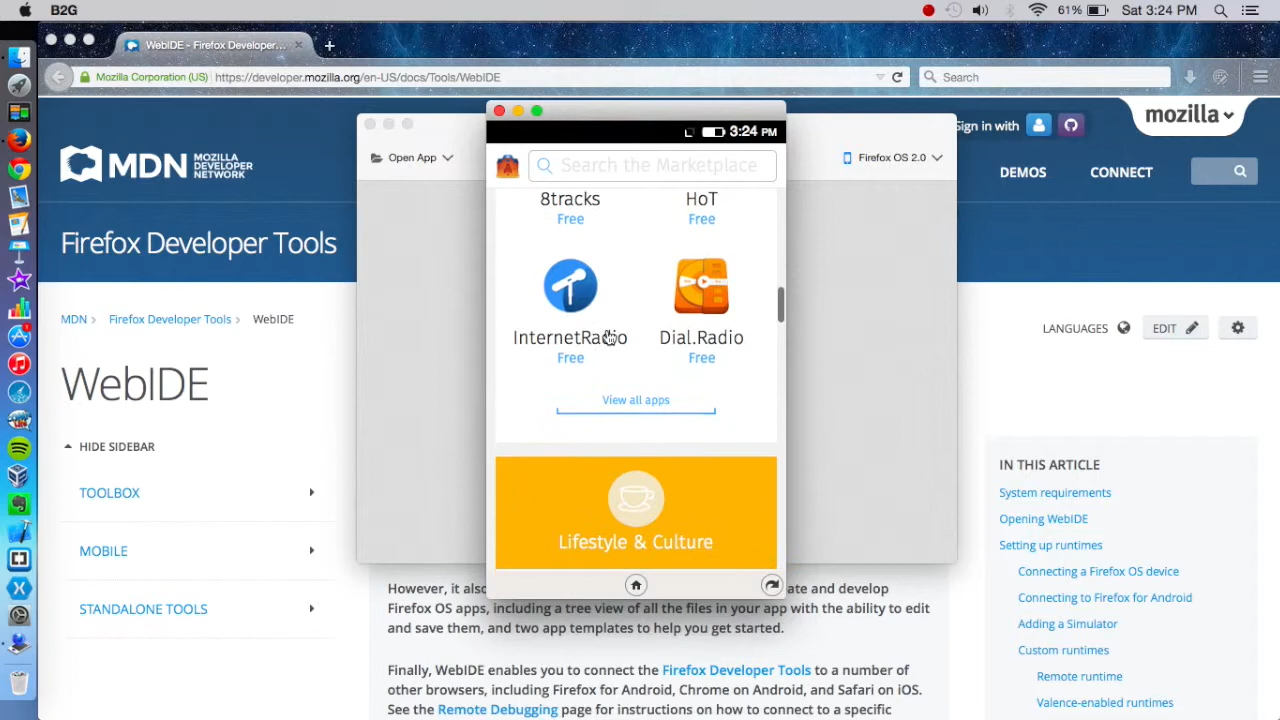 B2G
61%
Sat 3:24 PM
WebIDE - Firefox Developer...
Mozilla Corporation (US)
https://developer.mozilla.org/en-US/docs/Tools/WebIDE
Search
MDN MOZILLA DEVELOPER NETWORK
Sign in with
mozilla
DEMOS
CONNECT
Firefox Developer Tools
Open App
Firefox OS 2.0
3:24 PM
Search the Marketplace
8tracks
Free
HoT
Free
InternetRadio
Free
Dial.Radio
Free
View all apps
Lifestyle & Culture
MDN
Firefox Developer Tools
WebIDE
LANGUAGES
EDIT
WebIDE
HIDE SIDEBAR
TOOLBOX
MOBILE
STANDALONE TOOLS
However, it also
ate and develop
Firefox OS apps, including a tree view of all the files in your app with the ability to edit
and save them, and two app templates to help you get started.
Finally, WebIDE enables you to connect the Firefox Developer Tools to a number of
other browsers, including Firefox for Android, Chrome on Android, and Safari on iOS.
See the Remote Debugging page for instructions on how to connect to a specific
IN THIS ARTICLE
System requirements
Opening WebIDE
Setting up runtimes
Connecting a Firefox OS device
Connecting to Firefox for Android
Adding a Simulator
Custom runtimes
Remote runtime
Valence-enabled runtimes